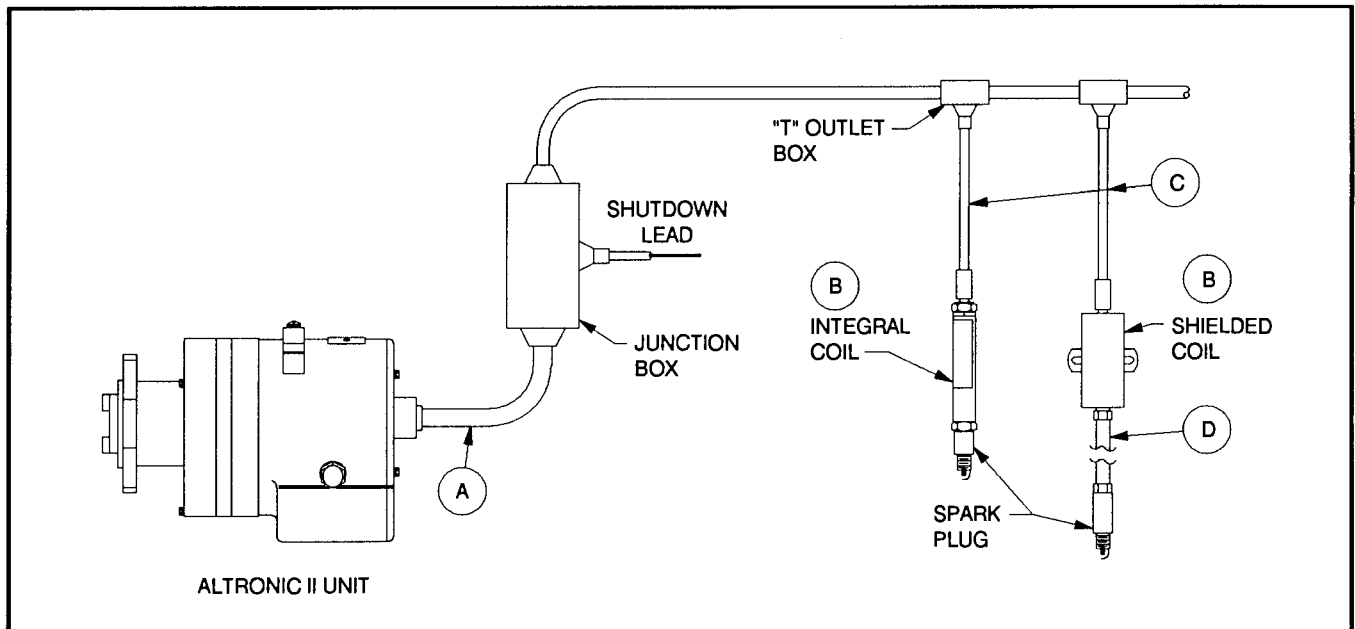 "T" OUTLET
BOX
C
SHUTDOWN
LEAD
B
INTEGRAL
COIL
B
SHIELDED
COIL
JUNCTION
BOX
D
A
SPARK
PLUG
ALTRONIC II UNIT